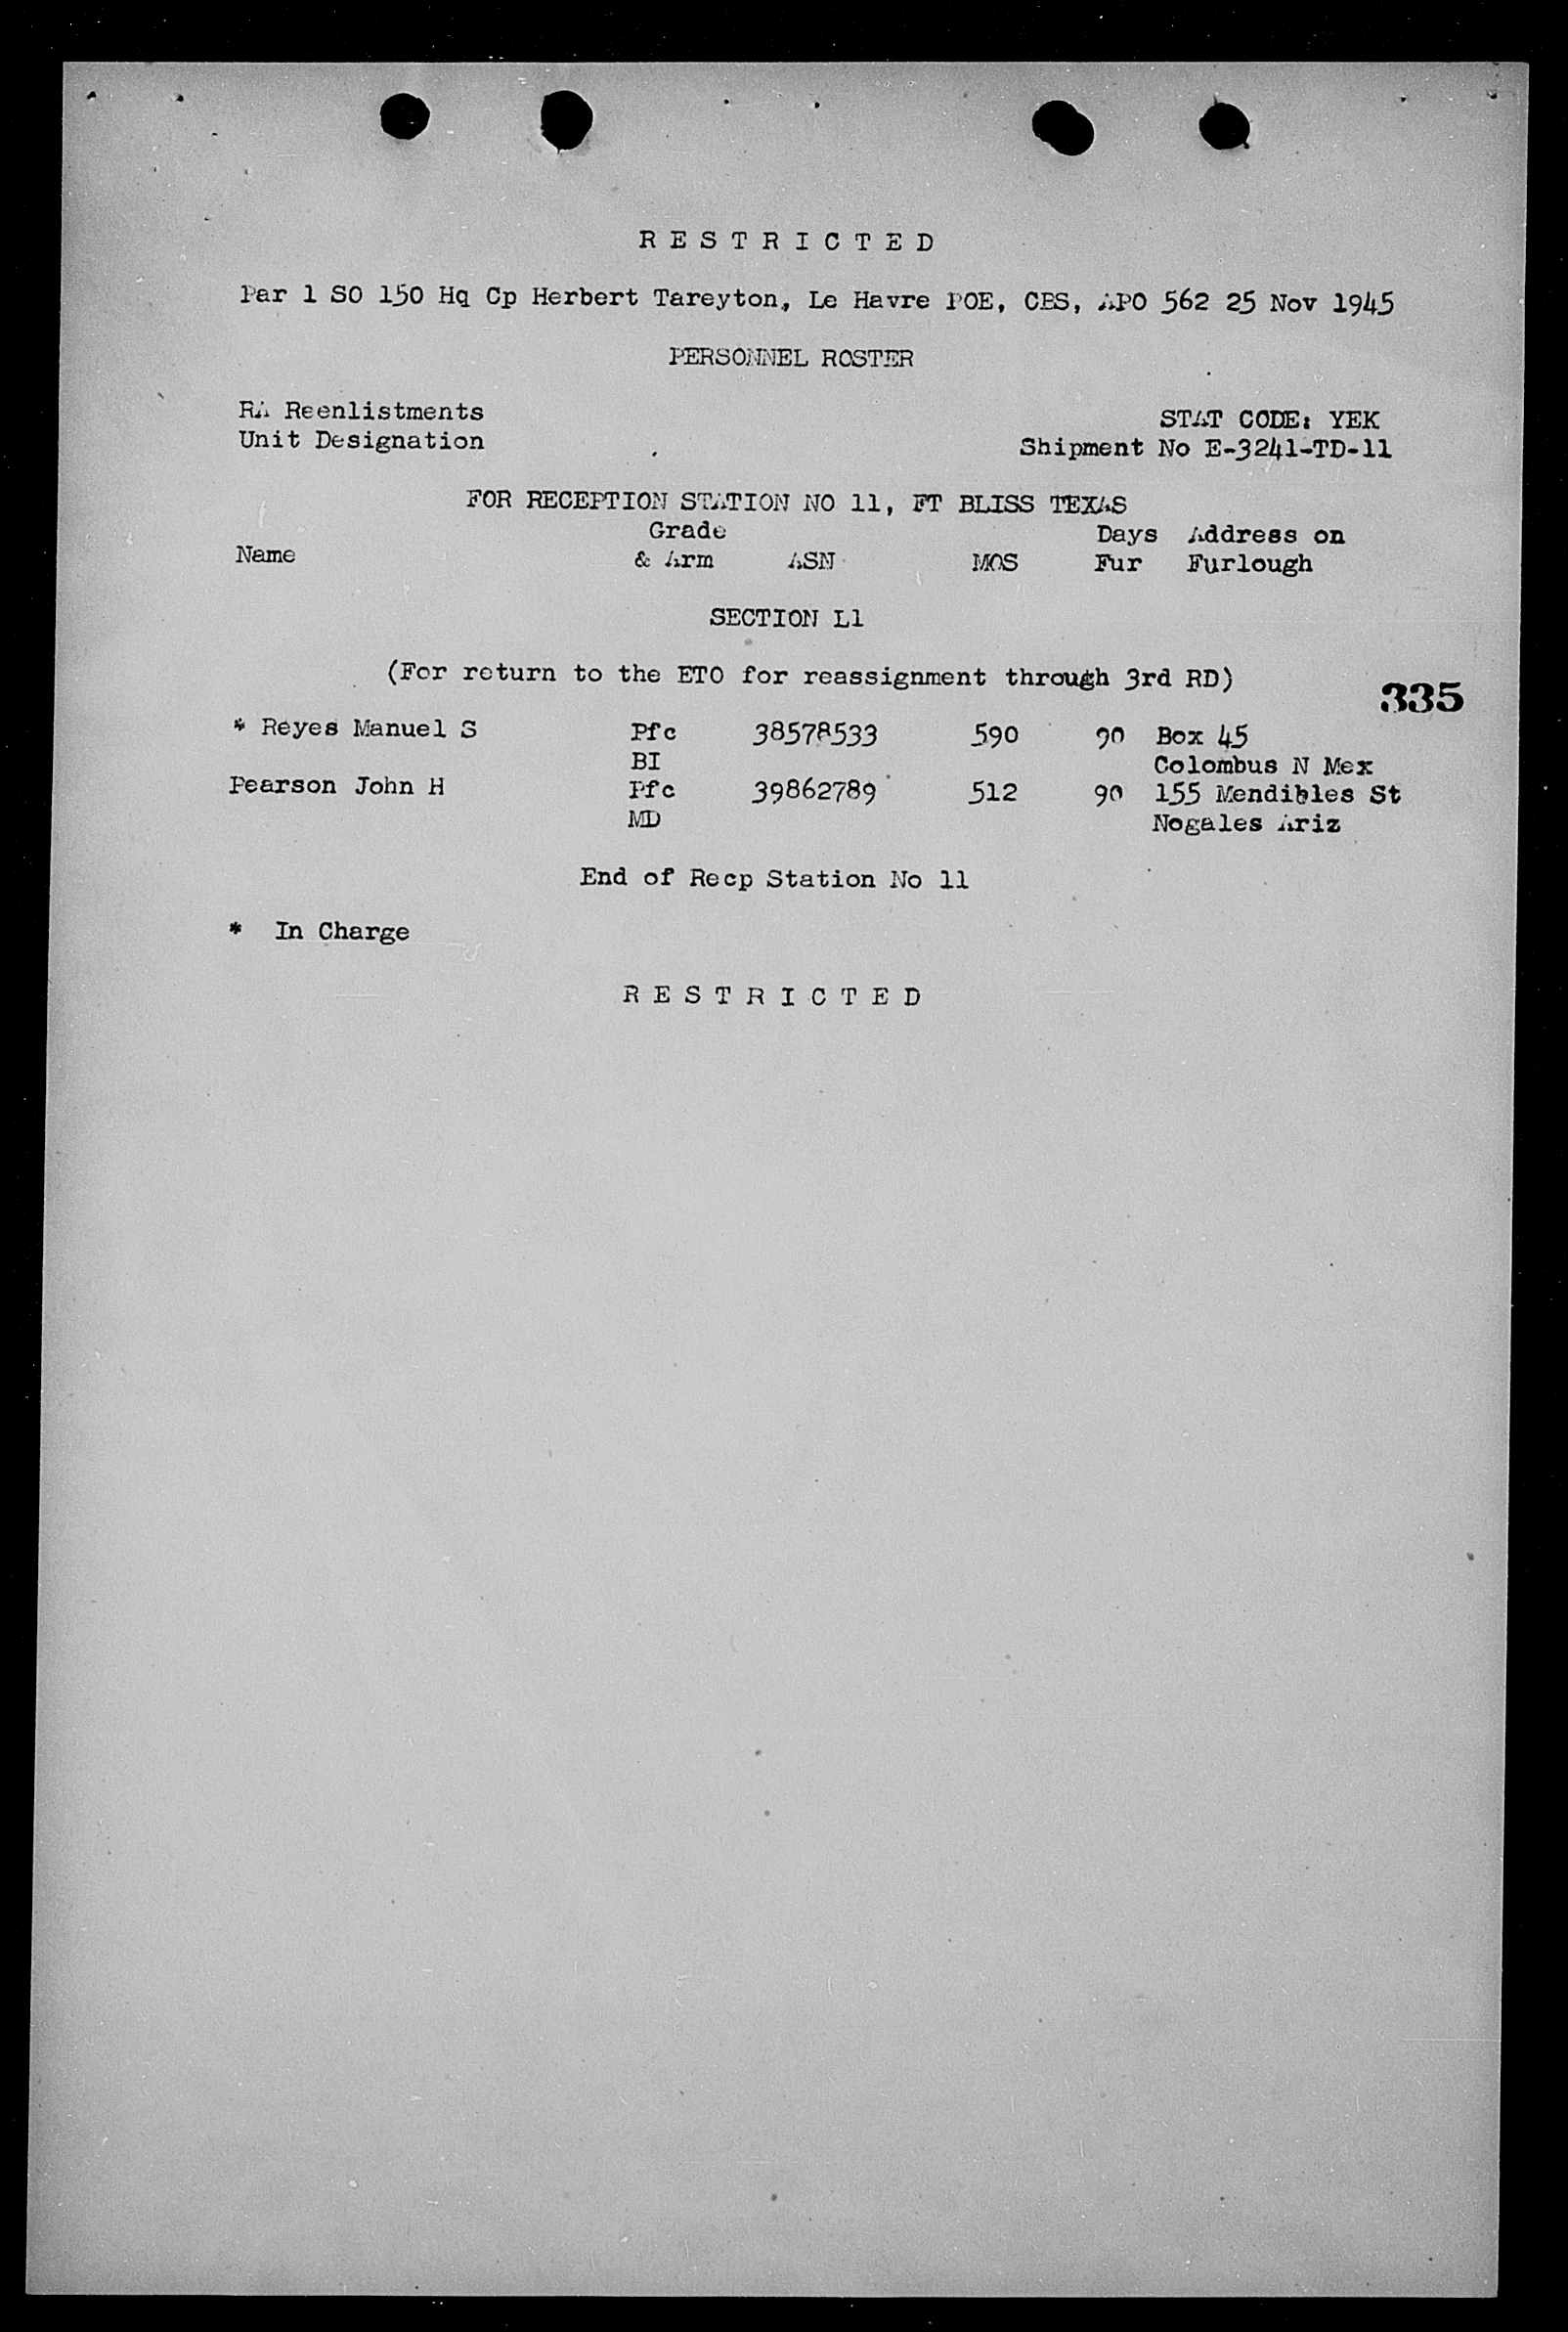 R E S T R I C T E D
Par 1 SO 150 Hq Cp Herbert Tareyton, Le Havre POE, CBS, APO 562 25 Nov 1945
PERSONNEL ROSTER
RA Reenlistments STAT CODE: YEK
Unit Designation Shipment No E-3241-TD-11
FOR RECEPTION STATION NO 11, FT BLISS TEXAS
Grade Days Address on
Name & Arm ASN MOS Fur Furlough
SECTION L1
(For return to the ETO for reassignment through 3rd RD)
335
* Reyes Manuel S Pfc 38578533 590 90 Box 45
BI Colombus N Mex
Pearson John H Pfc 39862789 512 90 155 Mendibles St
MD Nogales Ariz
End of Recp Station No 11
* In Charge
R E S T R I C T E D